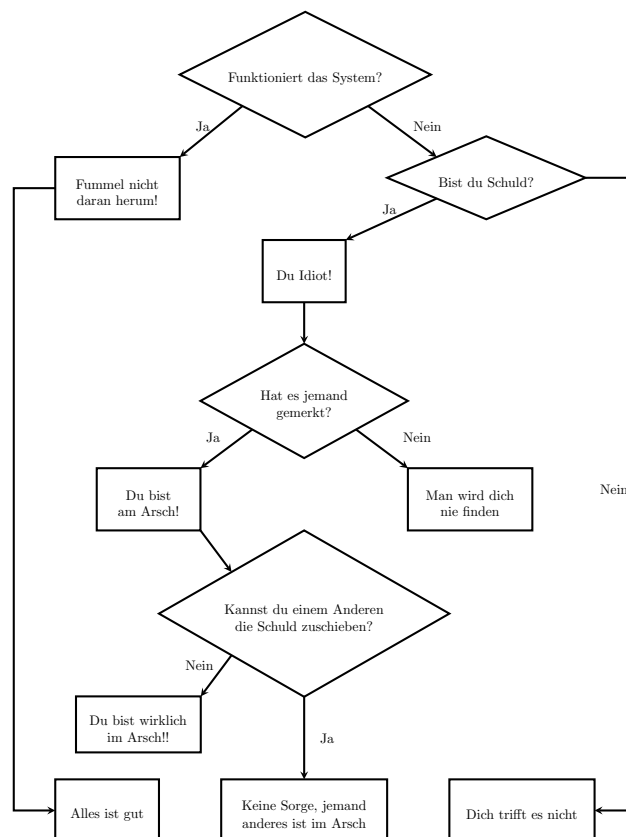 Funktioniert das System?
Ja
Nein
Fummel nicht
daran herum!
Bist du Schuld?
Ja
Du Idiot!
Hat es jemand
gemerkt?
Ja
Nein
Du bist
am Arsch!
Man wird dich
nie finden
Nein
Kannst du einem Anderen
die Schuld zuschieben?
Nein
Du bist wirklich
im Arsch!!
Ja
Alles ist gut
Keine Sorge, jemand
anderes ist im Arsch
Dich trifft es nicht